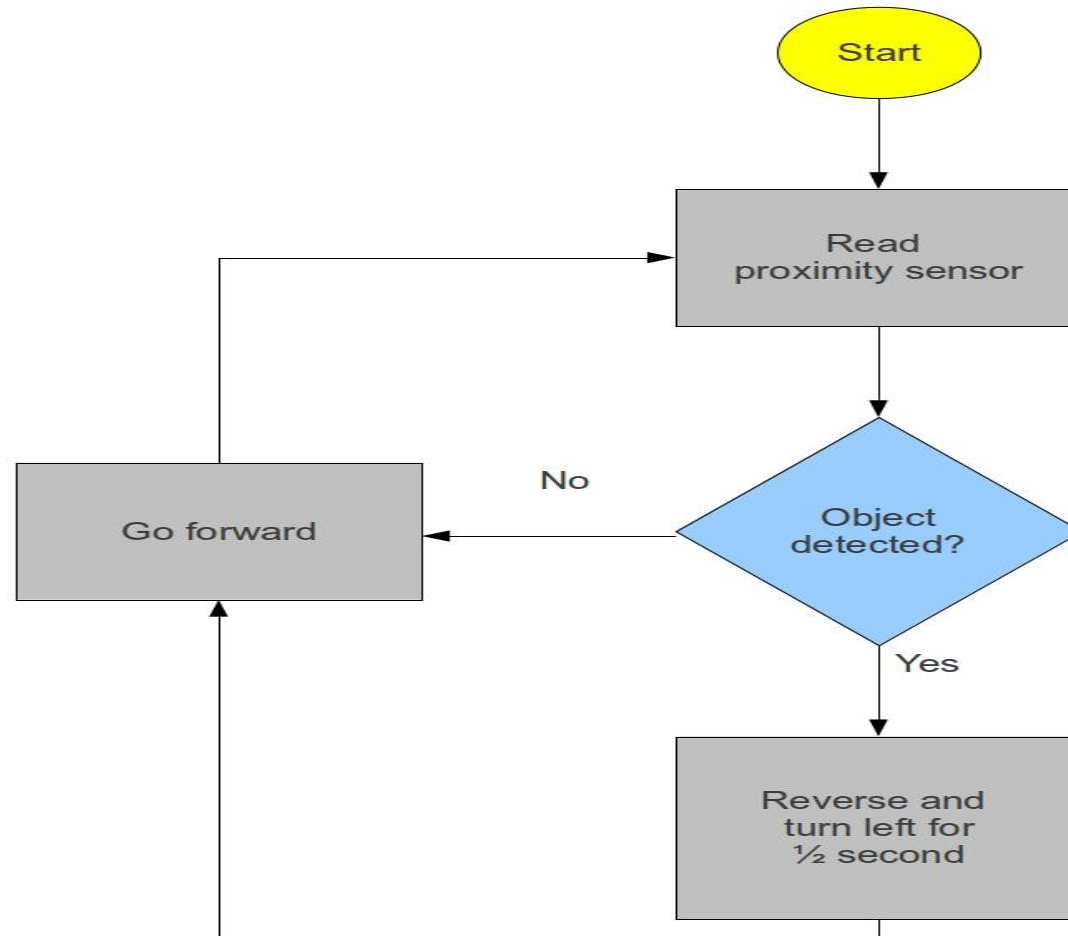 Start
Read
proximity sensor
No
Go forward
Object
detected?
Yes
Reverse and
turn left for
½ second